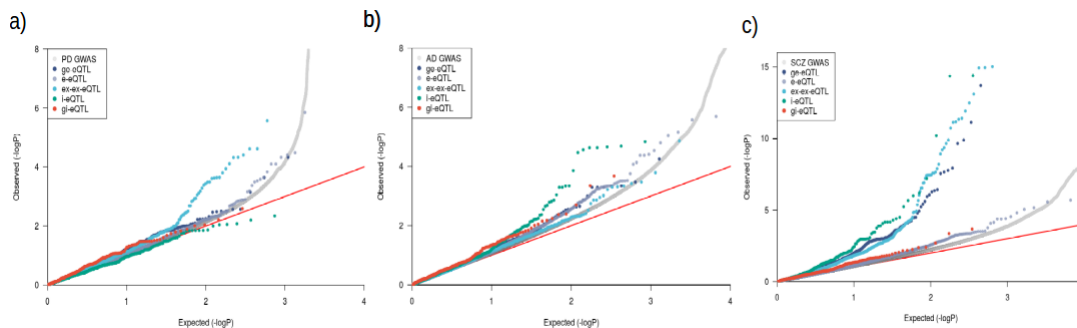 a)
8
6
4
2
0
Observed (-logP)
PD GWAS
ge-eQTL
e-eQTL
ex-ex-eQTL
i-eQTL
gi-eQTL
0 1 2 3 4
Expected (-logP)
b)
8
6
4
2
0
Observed (-logP)
AD GWAS
ge-eQTL
e-eQTL
ex-ex-eQTL
i-eQTL
gi-eQTL
0 1 2 3 4
Expected (-logP)
c)
15
10
5
0
Observed (-logP)
SCZ GWAS
ge-eQTL
e-eQTL
ex-ex-eQTL
i-eQTL
gi-eQTL
0 1 2 3
Expected (-logP)